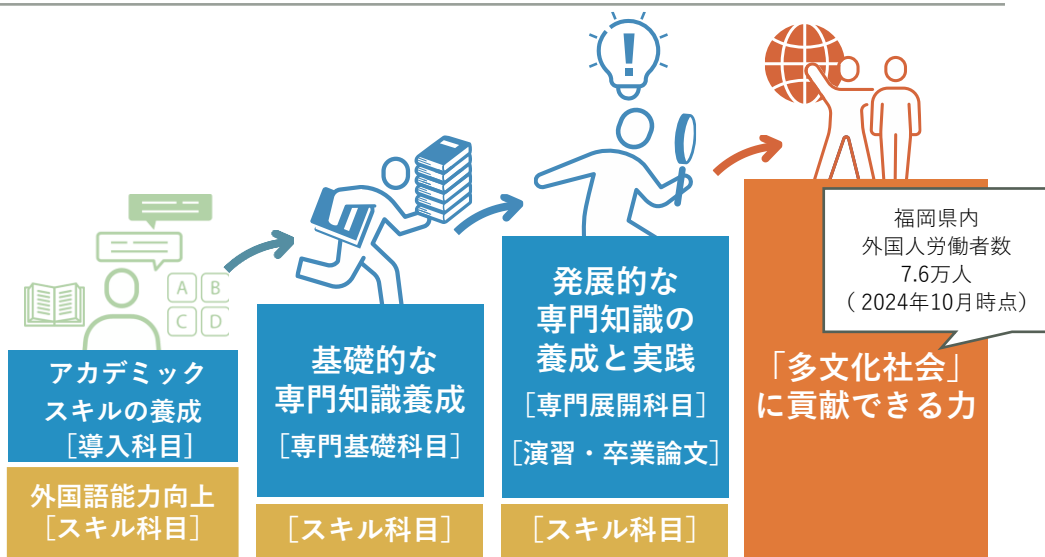 A B
C D
アカデミック
スキルの養成
［導入科目］
外国語能力向上
［スキル科目］
基礎的な
専門知識養成
［専門基礎科目］
［スキル科目］
!
発展的な
専門知識の
養成と実践
［専門展開科目］
［演習・卒業論文］
［スキル科目］
福岡県内
外国人労働者数
7.6万人
（2024年10月時点）
「多文化社会」
に貢献できる力